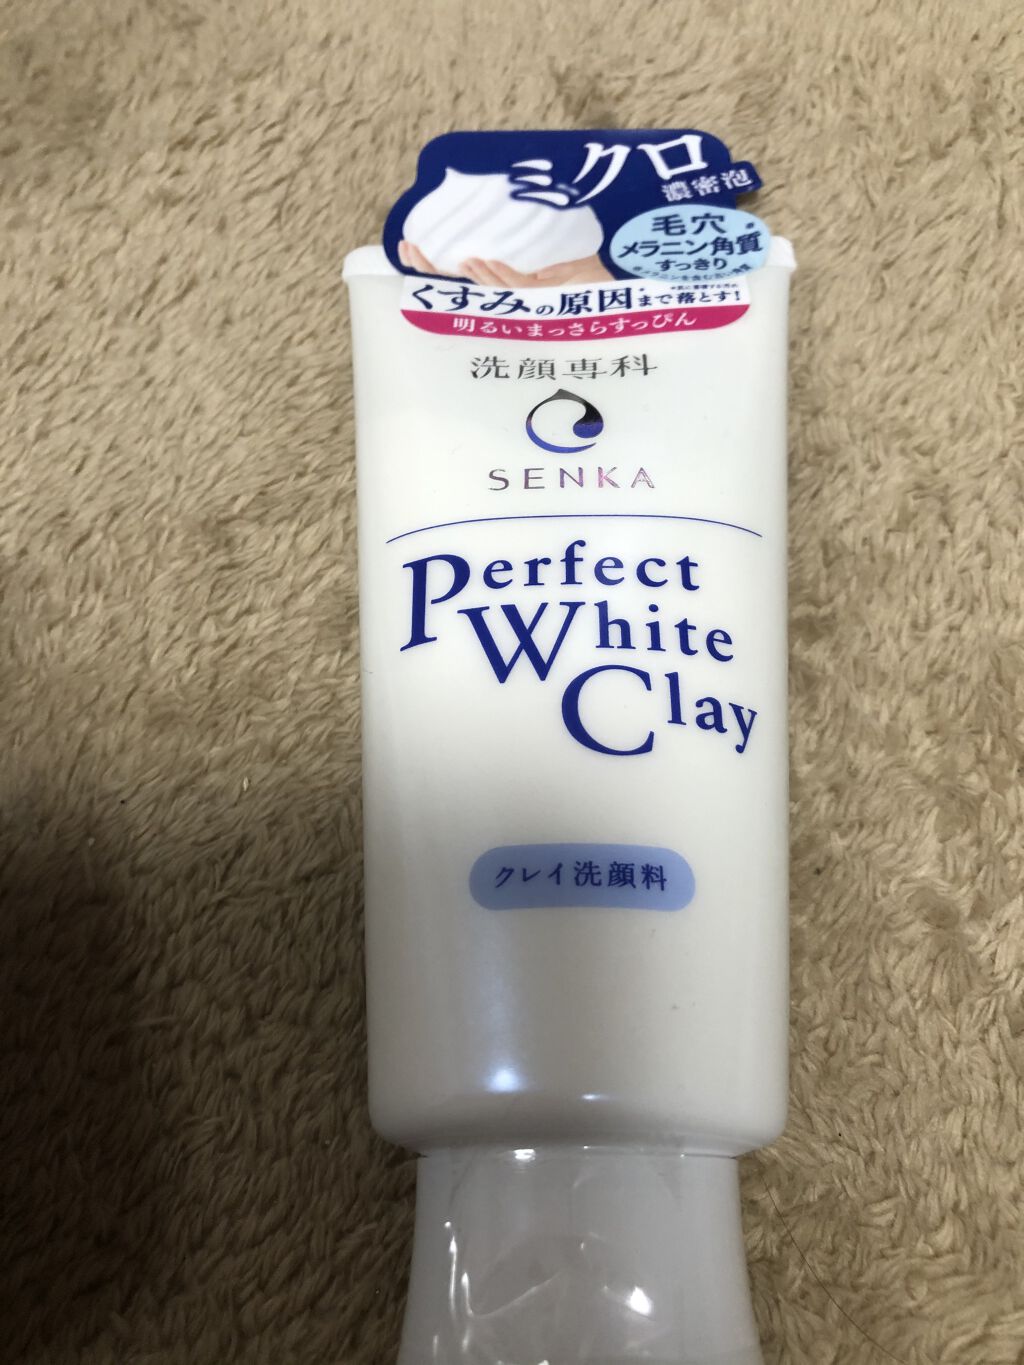 ミクロ
濃密泡
毛穴
メラニン角質
すっきり
くすみの原因まで落とす!
明るいまっさらすっぴん
洗顔専科
SENKA
Perfect
White
Clay
クレイ洗顔料